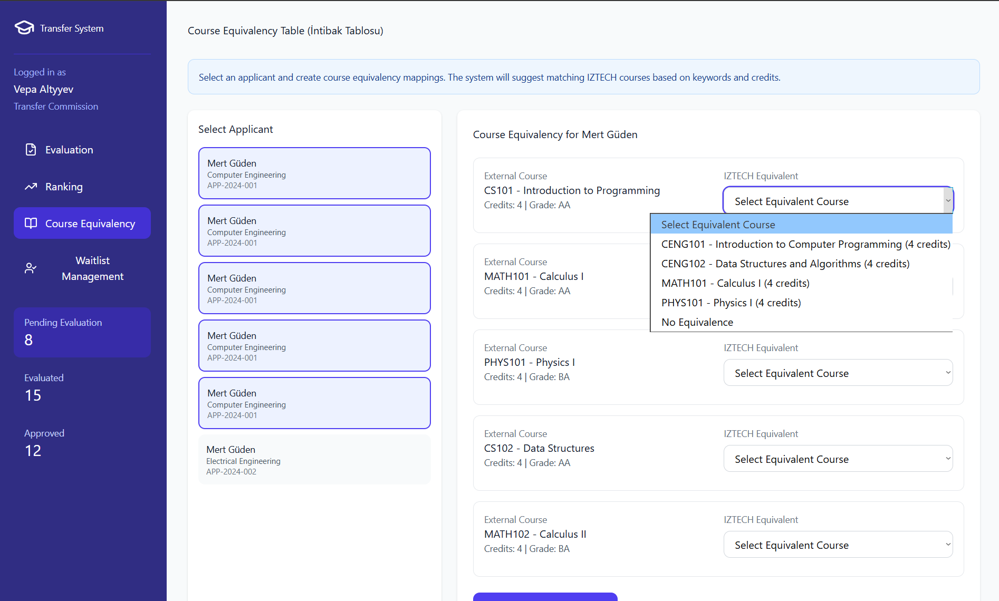 Transfer System
Logged in as
Vepa Altyyev
Transfer Commission
Evaluation
Ranking
Course Equivalency
Waitlist
Management
Pending Evaluation
8
Evaluated
15
Approved
12
Course Equivalency Table (İntibak Tablosu)
Select an applicant and create course equivalency mappings. The system will suggest matching IZTECH courses based on keywords and credits.
Select Applicant
Mert Güden
Computer Engineering
APP-2024-001
Mert Güden
Computer Engineering
APP-2024-001
Mert Güden
Computer Engineering
APP-2024-001
Mert Güden
Computer Engineering
APP-2024-001
Mert Güden
Computer Engineering
APP-2024-001
Mert Güden
Electrical Engineering
APP-2024-002
Course Equivalency for Mert Güden
External Course
CS101 - Introduction to Programming
Credits: 4 | Grade: AA
IZTECH Equivalent
Select Equivalent Course
Select Equivalent Course
CENG101 - Introduction to Computer Programming (4 credits)
CENG102 - Data Structures and Algorithms (4 credits)
MATH101 - Calculus I (4 credits)
PHYS101 - Physics I (4 credits)
No Equivalence
External Course
MATH101 - Calculus I
Credits: 4 | Grade: AA
External Course
PHYS101 - Physics I
Credits: 4 | Grade: BA
IZTECH Equivalent
Select Equivalent Course
External Course
CS102 - Data Structures
Credits: 4 | Grade: AA
IZTECH Equivalent
Select Equivalent Course
External Course
MATH102 - Calculus II
Credits: 4 | Grade: BA
IZTECH Equivalent
Select Equivalent Course